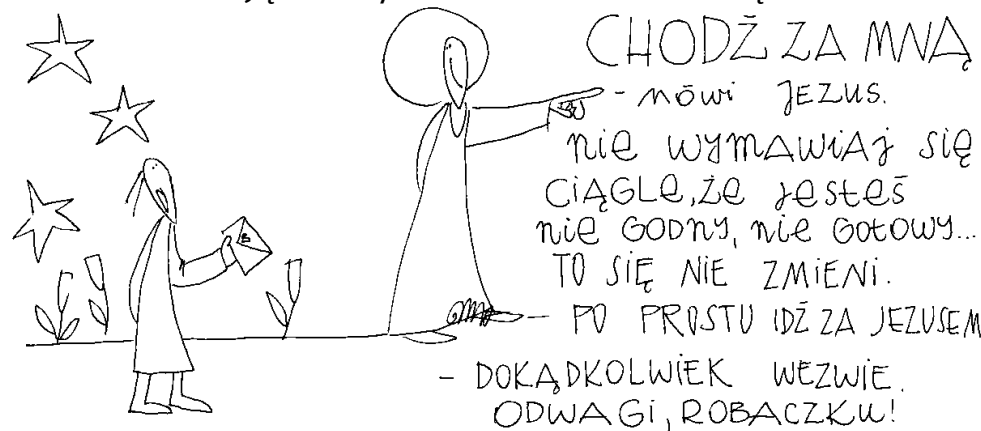 CHODŹ ZA MNĄ
- mówi JEZUS.
nie wymawiaj się
CIĄGLE, ŻE jesteś
nie GODNY, nie GOtOWY...
TO SIĘ NIE ZMIENI.
- PO PROSTU IDŹ ZA JEZUSEM
- DOKĄDKOLWIEK WEZWIE.
ODWAGI, ROBACZKU!